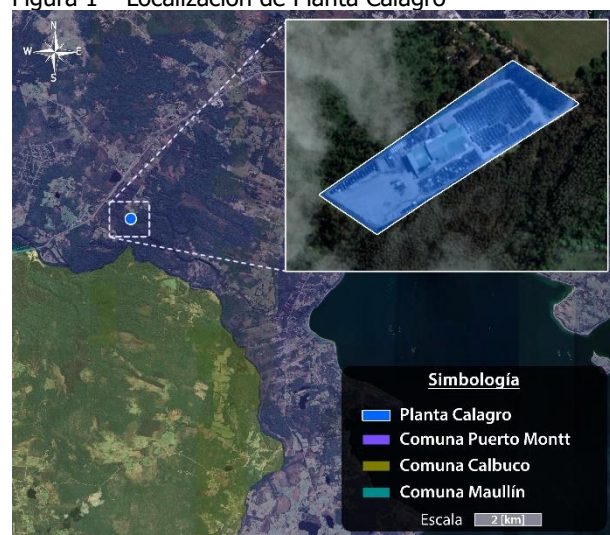 Figura 1 – Localización de Planta Calagro
N
W E
S
Simbología
Planta Calagro
Comuna Puerto Montt
Comuna Calbuco
Comuna Maullín
Escala 2 [km]